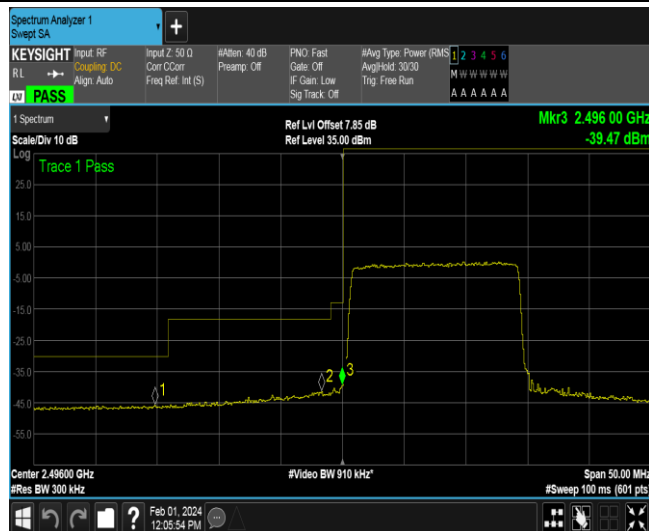 Spectrum Analyzer 1
Swept SA
+
KEYSIGHT
RL
LXI PASS
Input: RF
Coupling: DC
Align: Auto
Input Z: 50 Ω
Corr CCorr
Freq Ref: Int (S)
#Atten: 40 dB
Preamp: Off
PNO: Fast
Gate: Off
IF Gain: Low
Sig Track: Off
#Avg Type: Power (RMS
Avg|Hold: 30/30
Trig: Free Run
1 2 3 4 5 6
M W W W W W
A A A A A A
1 Spectrum
Scale/Div 10 dB
Log
Ref Lvl Offset 7.85 dB
Ref Level 35.00 dBm
Mkr3 2.496 00 GHz
-39.47 dBm
Trace 1 Pass
25.0
15.0
5.00
-5.00
-15.0
-25.0
-35.0
-45.0
-55.0
1
2
3
Center 2.49600 GHz
#Res BW 300 kHz
#Video BW 910 kHz*
Span 50.00 MHz
#Sweep 100 ms (601 pts)
?
Feb 01, 2024
12:05:54 PM